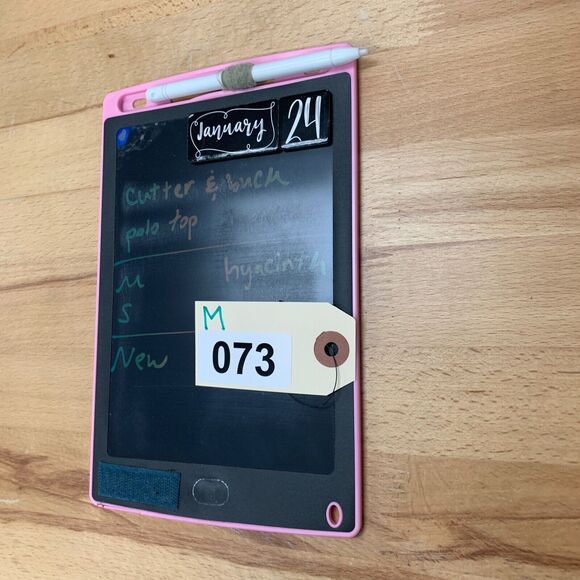 January 24
Cutter & buck
polo top
M hyacinth
S
New
M
073